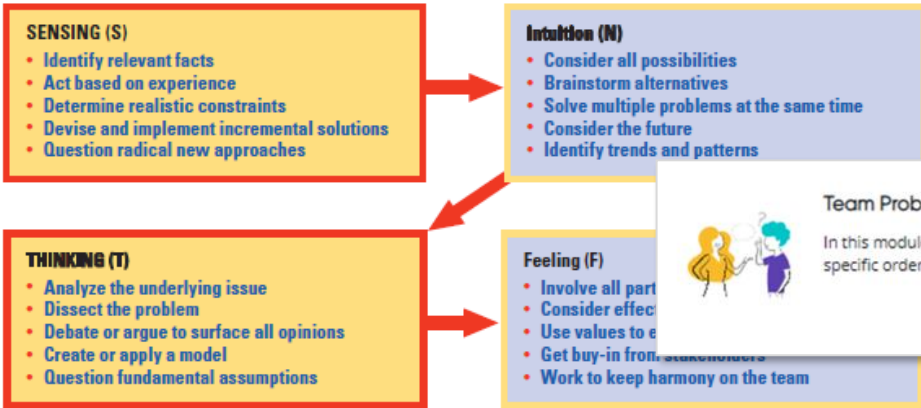 SENSING (S)
• Identify relevant facts
• Act based on experience
• Determine realistic constraints
• Devise and implement incremental solutions
• Question radical new approaches
Intuition (N)
• Consider all possibilities
• Brainstorm alternatives
• Solve multiple problems at the same time
• Consider the future
• Identify trends and patterns
THINKING (T)
• Analyze the underlying issue
• Dissect the problem
• Debate or argue to surface all opinions
• Create or apply a model
• Question fundamental assumptions
Feeling (F)
• Involve all part
• Consider effec
• Use values to e
• Get buy-in from stakeholders
• Work to keep harmony on the team
Team Prob
In this modul
specific order